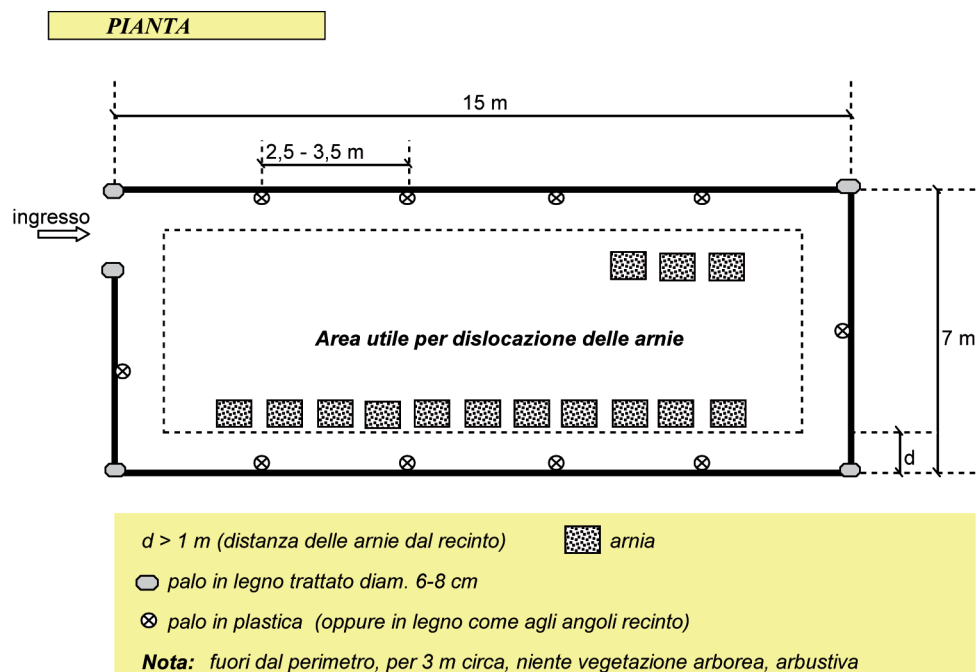 PIANTA
15 m
2,5 - 3,5 m
ingresso
Area utile per dislocazione delle arnie
7 m
d
d > 1 m (distanza delle arnie dal recinto)
arnia
palo in legno trattato diam. 6-8 cm
palo in plastica (oppure in legno come agli angoli recinto)
Nota: fuori dal perimetro, per 3 m circa, niente vegetazione arborea, arbustiva